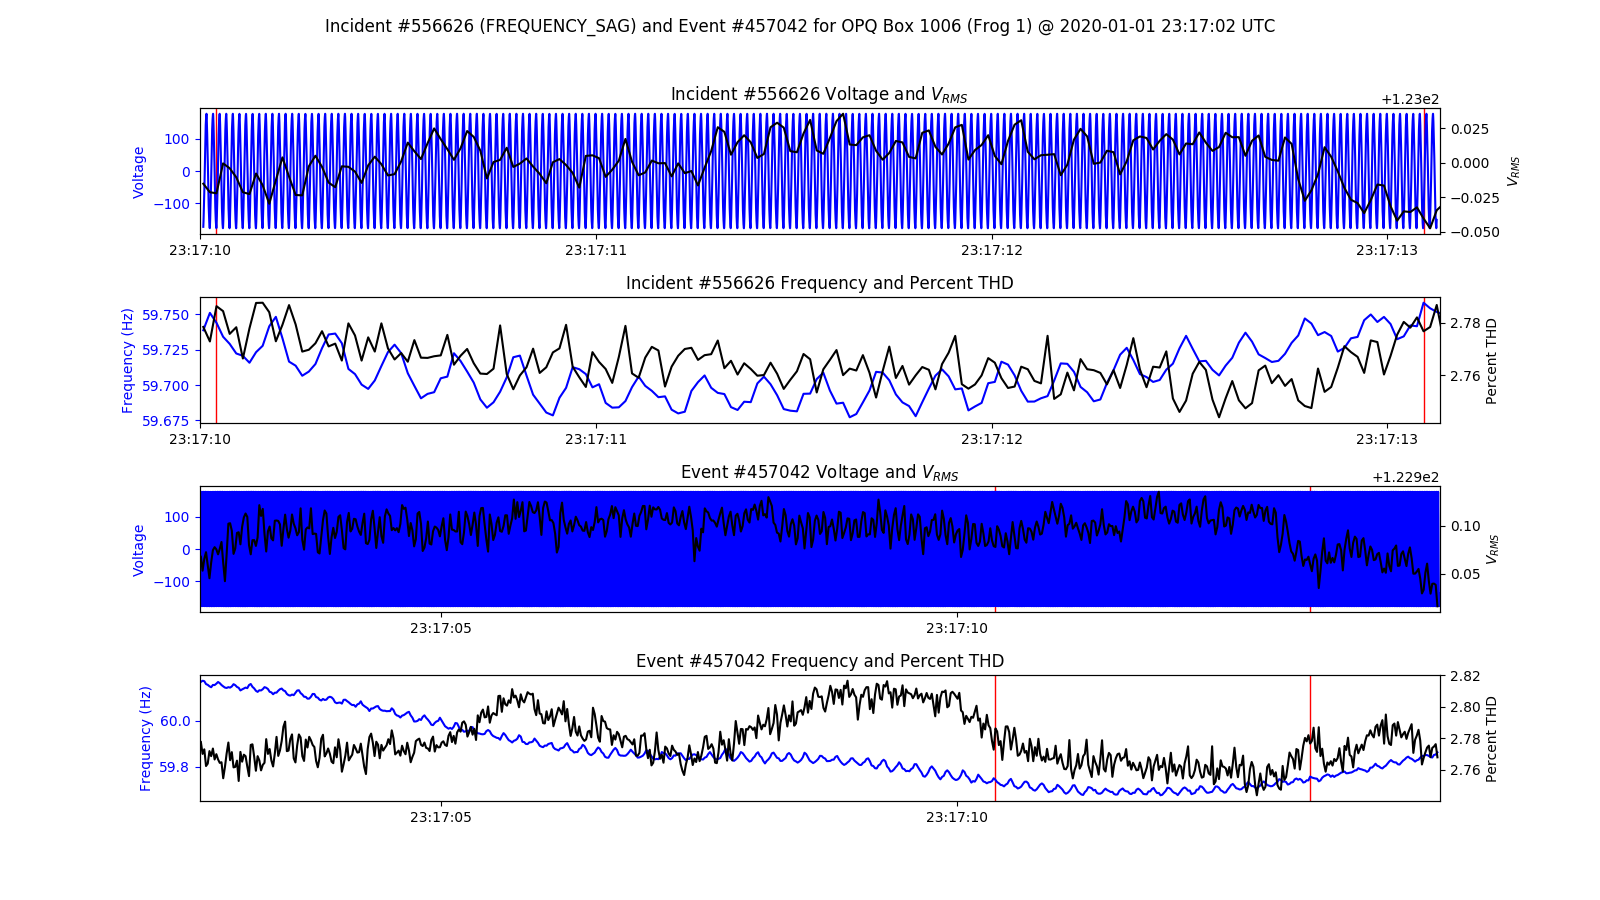 Incident #556626 (FREQUENCY_SAG) and Event #457042 for OPQ Box 1006 (Frog 1) @ 2020-01-01 23:17:02 UTC
Incident #556626 Voltage and V_RMS
+1.23e2
Voltage
100
0
−100
0.025
0.000
−0.025
−0.050
V_RMS
23:17:10
23:17:11
23:17:12
23:17:13
Incident #556626 Frequency and Percent THD
Frequency (Hz)
59.750
59.725
59.700
59.675
2.78
2.76
Percent THD
23:17:10
23:17:11
23:17:12
23:17:13
Event #457042 Voltage and V_RMS
+1.229e2
Voltage
100
0
−100
0.10
0.05
V_RMS
23:17:05
23:17:10
Event #457042 Frequency and Percent THD
Frequency (Hz)
60.0
59.8
2.82
2.80
2.78
2.76
Percent THD
23:17:05
23:17:10